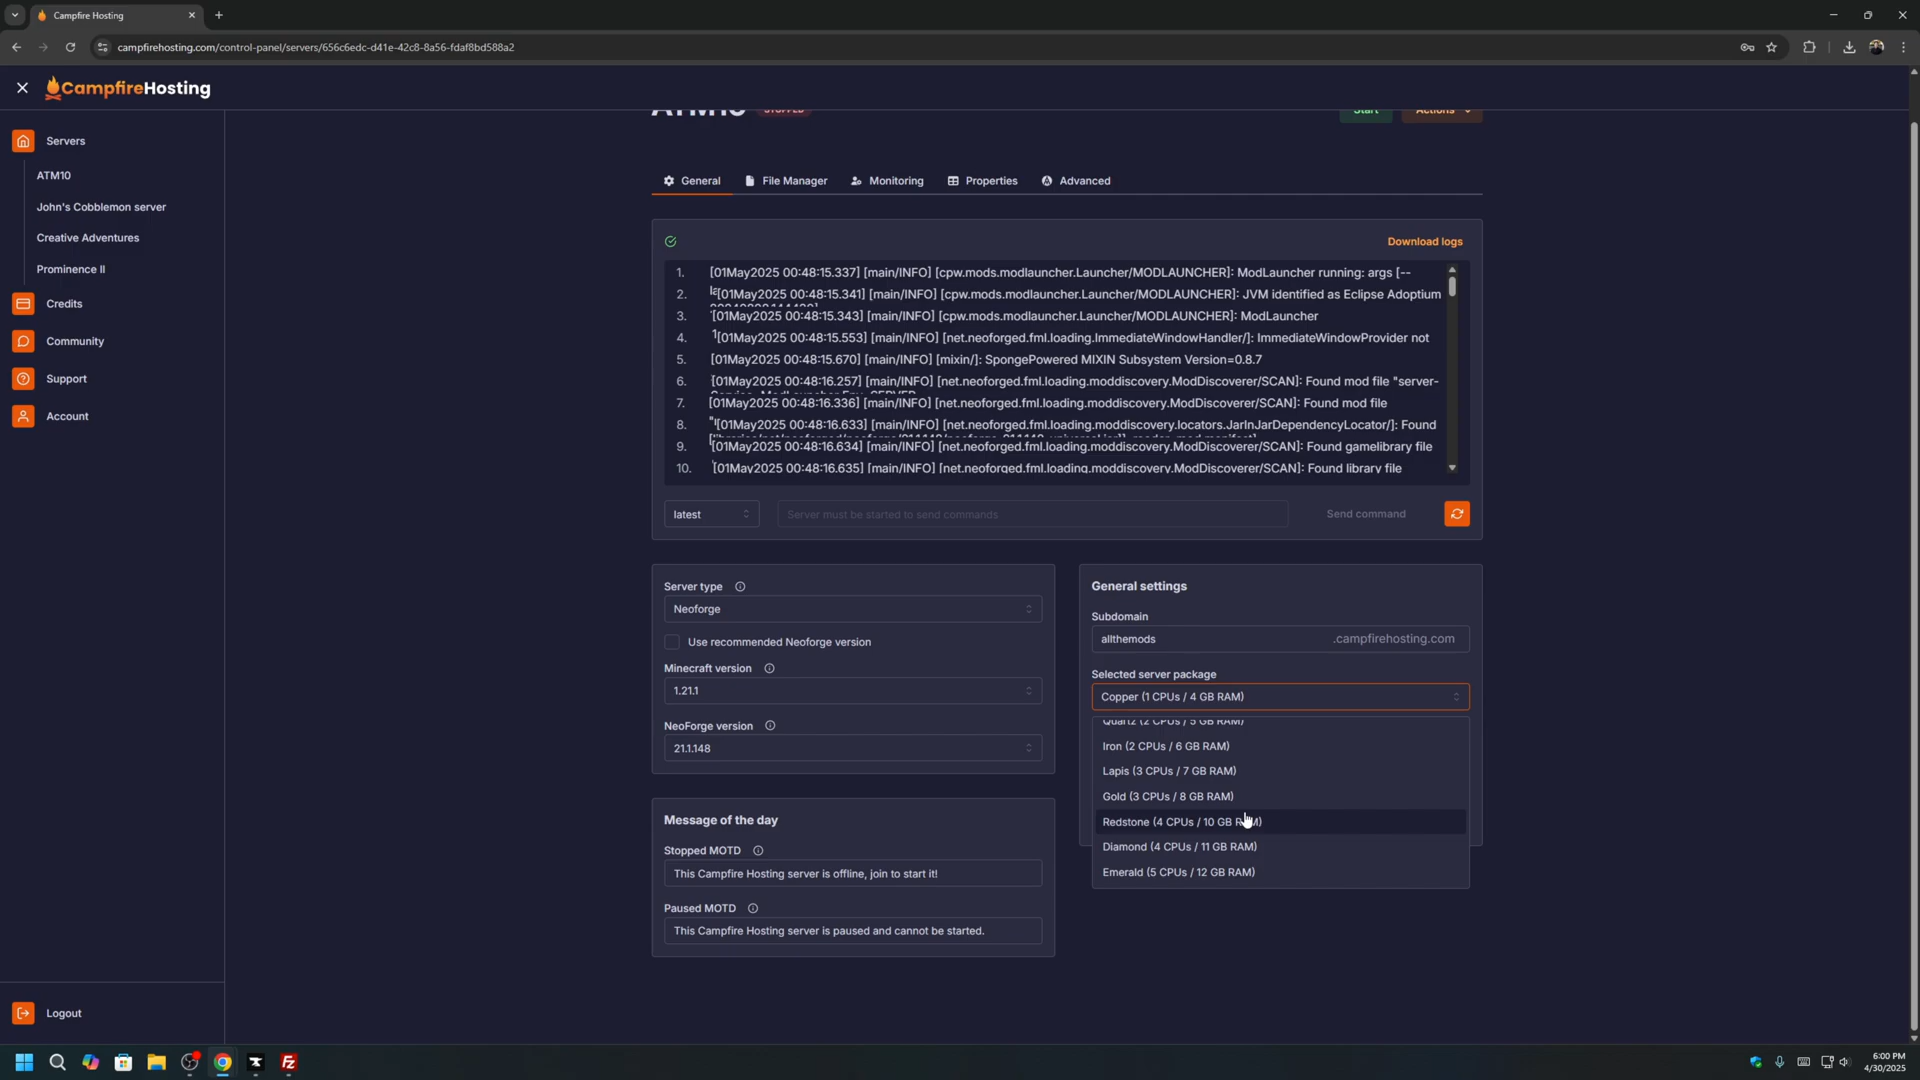 Campfire Hosting
campfirehosting.com/control-panel/servers/656c6edc-d41e-42c8-8a56-fdaf8bd588a2
CampfireHosting
Servers
ATM10
John's Cobblemon server
Creative Adventures
Prominence II
Credits
Community
Support
Account
Logout
ATM10 STOPPED
Start
Actions
General
File Manager
Monitoring
Properties
Advanced
Download logs
1. [01May2025 00:48:15.337] [main/INFO] [cpw.mods.modlauncher.Launcher/MODLAUNCHER]: ModLauncher running: args [--
2. [01May2025 00:48:15.341] [main/INFO] [cpw.mods.modlauncher.Launcher/MODLAUNCHER]: JVM identified as Eclipse Adoptium
3. [01May2025 00:48:15.343] [main/INFO] [cpw.mods.modlauncher.Launcher/MODLAUNCHER]: ModLauncher
4. [01May2025 00:48:15.553] [main/INFO] [net.neoforged.fml.loading.ImmediateWindowHandler/]: ImmediateWindowProvider not
5. [01May2025 00:48:15.670] [main/INFO] [mixin/]: SpongePowered MIXIN Subsystem Version=0.8.7
6. [01May2025 00:48:16.257] [main/INFO] [net.neoforged.fml.loading.moddiscovery.ModDiscoverer/SCAN]: Found mod file "server-
7. [01May2025 00:48:16.336] [main/INFO] [net.neoforged.fml.loading.moddiscovery.ModDiscoverer/SCAN]: Found mod file
8. [01May2025 00:48:16.633] [main/INFO] [net.neoforged.fml.loading.moddiscovery.locators.JarInJarDependencyLocator/]: Found
9. [01May2025 00:48:16.634] [main/INFO] [net.neoforged.fml.loading.moddiscovery.ModDiscoverer/SCAN]: Found gamelibrary file
10. [01May2025 00:48:16.635] [main/INFO] [net.neoforged.fml.loading.moddiscovery.ModDiscoverer/SCAN]: Found library file
latest
Server must be started to send commands
Send command
Server type
Neoforge
Use recommended Neoforge version
Minecraft version
1.21.1
NeoForge version
21.1.148
Message of the day
Stopped MOTD
This Campfire Hosting server is offline, join to start it!
Paused MOTD
This Campfire Hosting server is paused and cannot be started.
General settings
Subdomain
allthemods .campfirehosting.com
Selected server package
Copper (1 CPUs / 4 GB RAM)
Quartz (2 CPUs / 5 GB RAM)
Iron (2 CPUs / 6 GB RAM)
Lapis (3 CPUs / 7 GB RAM)
Gold (3 CPUs / 8 GB RAM)
Redstone (4 CPUs / 10 GB RAM)
Diamond (4 CPUs / 11 GB RAM)
Emerald (5 CPUs / 12 GB RAM)
6:00 PM
4/30/2025